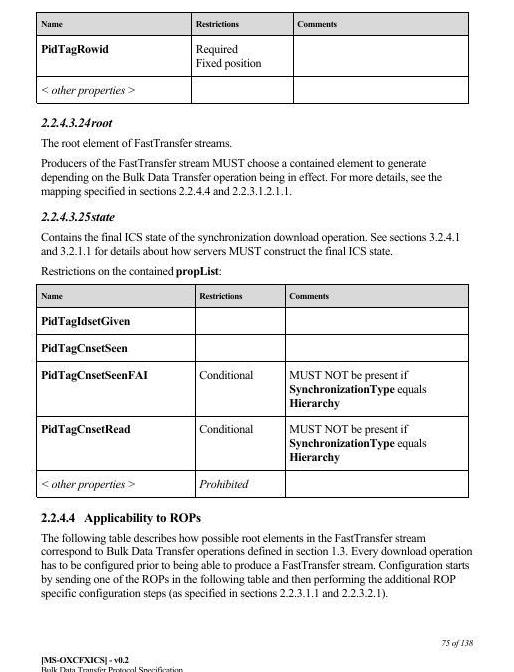 Name Restrictions Comments
PidTagRowid Required
Fixed position
< other properties >
2.2.4.3.24root
The root element of FastTransfer streams.
Producers of the FastTransfer stream MUST choose a contained element to generate
depending on the Bulk Data Transfer operation being in effect. For more details, see the
mapping specified in sections 2.2.4.4 and 2.2.3.1.2.1.1.
2.2.4.3.25state
Contains the final ICS state of the synchronization download operation. See sections 3.2.4.1
and 3.2.1.1 for details about how servers MUST construct the final ICS state.
Restrictions on the contained propList:
Name Restrictions Comments
PidTagIdsetGiven
PidTagCnsetSeen
PidTagCnsetSeenFAI Conditional MUST NOT be present if
SynchronizationType equals
Hierarchy
PidTagCnsetRead Conditional MUST NOT be present if
SynchronizationType equals
Hierarchy
< other properties > Prohibited
2.2.4.4 Applicability to ROPs
The following table describes how possible root elements in the FastTransfer stream
correspond to Bulk Data Transfer operations defined in section 1.3. Every download operation
has to be configured prior to being able to produce a FastTransfer stream. Configuration starts
by sending one of the ROPs in the following table and then performing the additional ROP
specific configuration steps (as specified in sections 2.2.3.1.1 and 2.2.3.2.1).
75 of 138
[MS-OXCFXICS] - v0.2
Bulk Data Transfer Protocol Specification